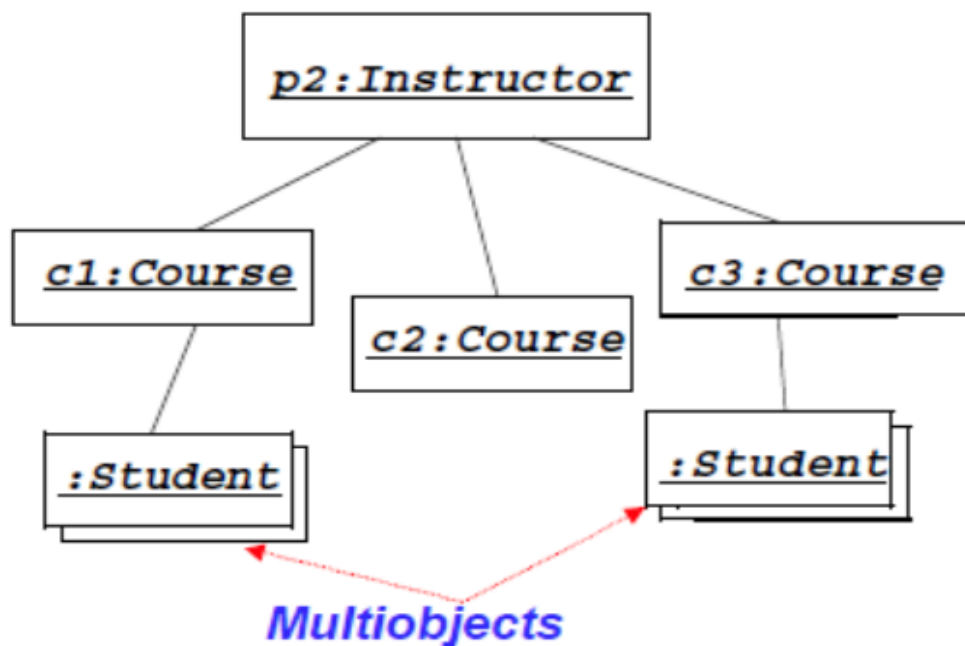 p2:Instructor
c1:Course
c2:Course
c3:Course
:Student
:Student
Multiobjects